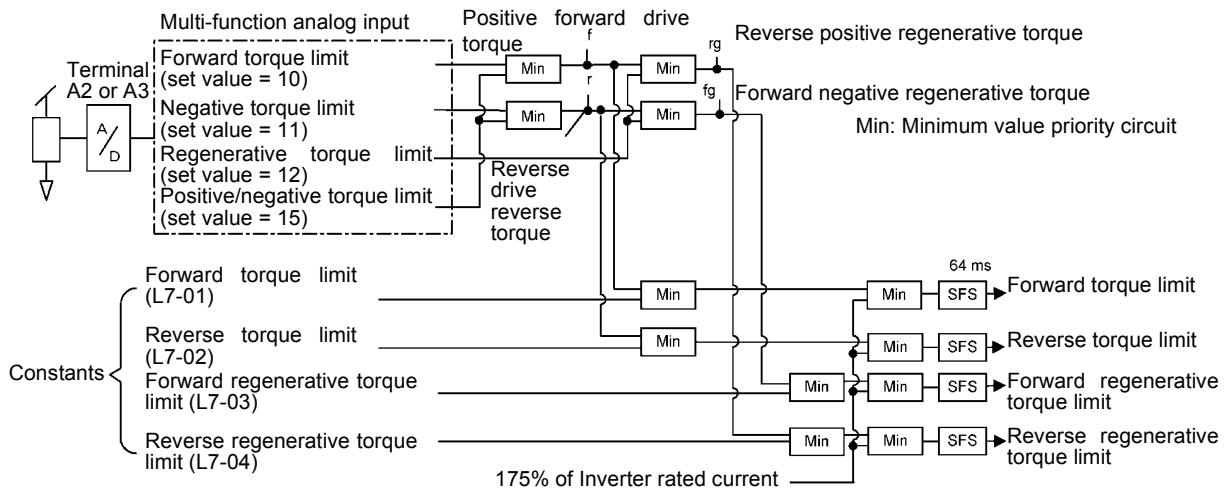 Multi-function analog input
Terminal
A2 or A3
A/D
Forward torque limit
(set value = 10)
Negative torque limit
(set value = 11)
Regenerative torque limit
(set value = 12)
Positive/negative torque limit
(set value = 15)
Positive forward drive
torque
f
Min
Min
rg
Reverse positive regenerative torque
r
Min
Min
fg
Forward negative regenerative torque
Min: Minimum value priority circuit
Reverse
drive
reverse
torque
Constants
Forward torque limit
(L7-01)
Min
Min
64 ms
SFS
Forward torque limit
Reverse torque limit
(L7-02)
Min
Min
SFS
Reverse torque limit
Forward regenerative torque
limit (L7-03)
Min
Min
SFS
Forward regenerative
torque limit
Reverse regenerative torque
limit (L7-04)
Min
Min
SFS
Reverse regenerative
torque limit
175% of Inverter rated current